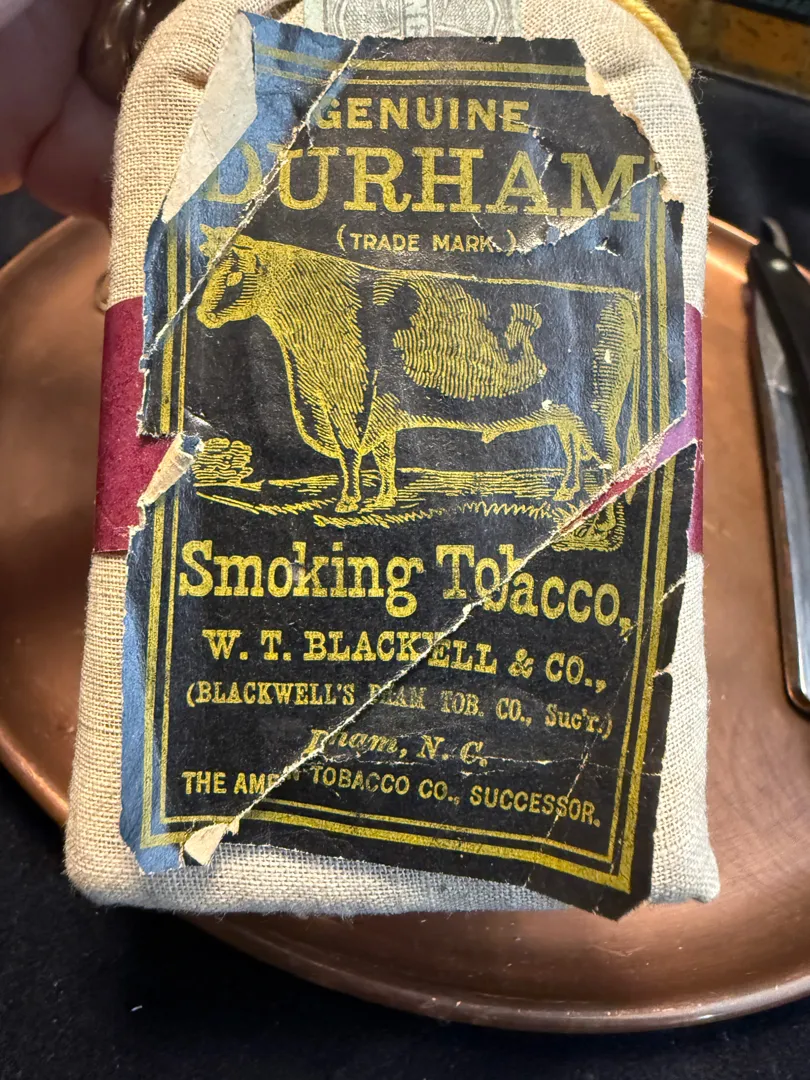 GENUINE
DURHAM
(TRADE MARK.)
Smoking Tobacco,
W. T. BLACKWELL & CO.,
(BLACKWELL'S TOB. CO., Suc'r.)
N. C.
THE TOBACCO CO., SUCCESSOR.